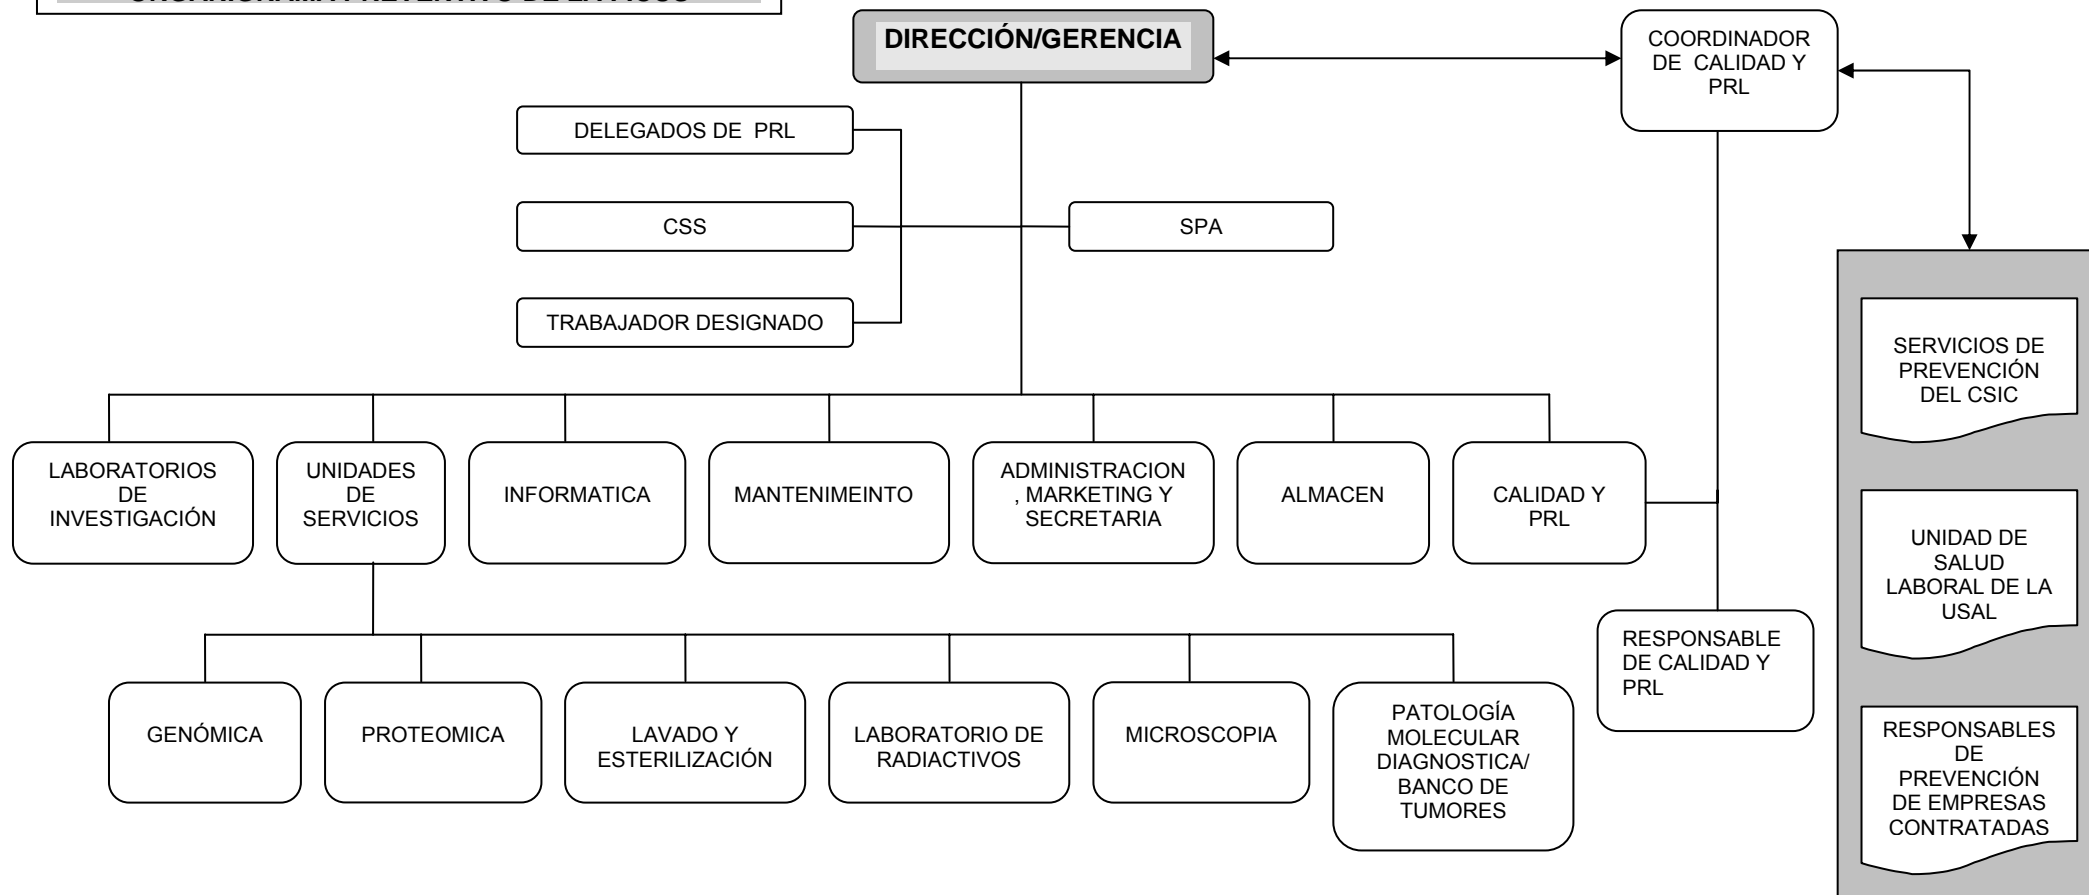 DIRECCIÓN/GERENCIA
COORDINADOR
DE CALIDAD Y
PRL
DELEGADOS DE PRL
CSS
SPA
TRABAJADOR DESIGNADO
LABORATORIOS
DE
INVESTIGACIÓN
UNIDADES
DE
SERVICIOS
INFORMATICA
MANTENIMEINTO
ADMINISTRACION
, MARKETING Y
SECRETARIA
ALMACEN
CALIDAD Y
PRL
GENÓMICA
PROTEOMICA
LAVADO Y
ESTERILIZACIÓN
LABORATORIO DE
RADIACTIVOS
MICROSCOPIA
PATOLOGÍA
MOLECULAR
DIAGNOSTICA/
BANCO DE
TUMORES
RESPONSABLE
DE CALIDAD Y
PRL
SERVICIOS DE
PREVENCIÓN
DEL CSIC
UNIDAD DE
SALUD
LABORAL DE LA
USAL
RESPONSABLES
DE
PREVENCIÓN
DE EMPRESAS
CONTRATADAS